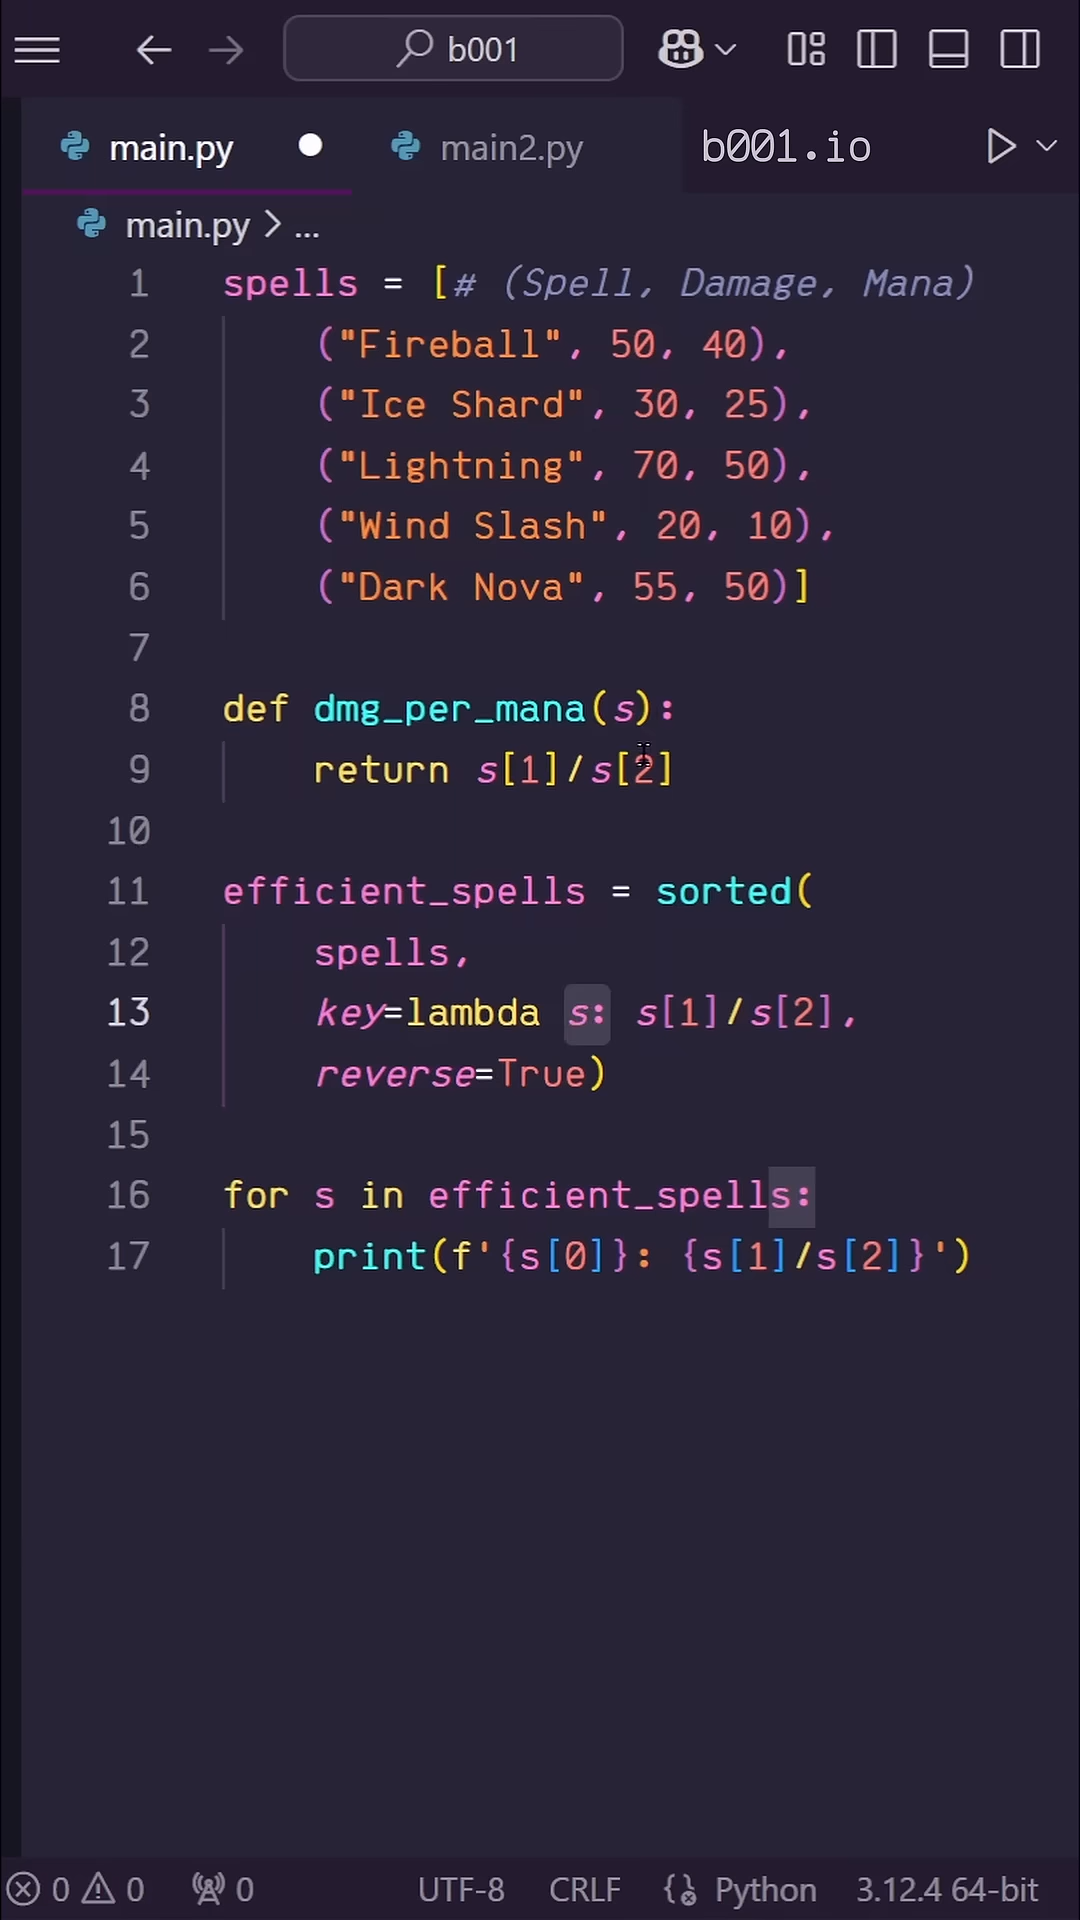 b001
main.py
main2.py
b001.io
main.py > ...
1 spells = [# (Spell, Damage, Mana)
2     ("Fireball", 50, 40),
3     ("Ice Shard", 30, 25),
4     ("Lightning", 70, 50),
5     ("Wind Slash", 20, 10),
6     ("Dark Nova", 55, 50)]
7
8 def dmg_per_mana(s):
9     return s[1]/s[2]
10
11 efficient_spells = sorted(
12     spells,
13     key=lambda s: s[1]/s[2],
14     reverse=True)
15
16 for s in efficient_spells:
17     print(f'{s[0]}: {s[1]/s[2]}')
0 0 0 UTF-8 CRLF Python 3.12.4 64-bit